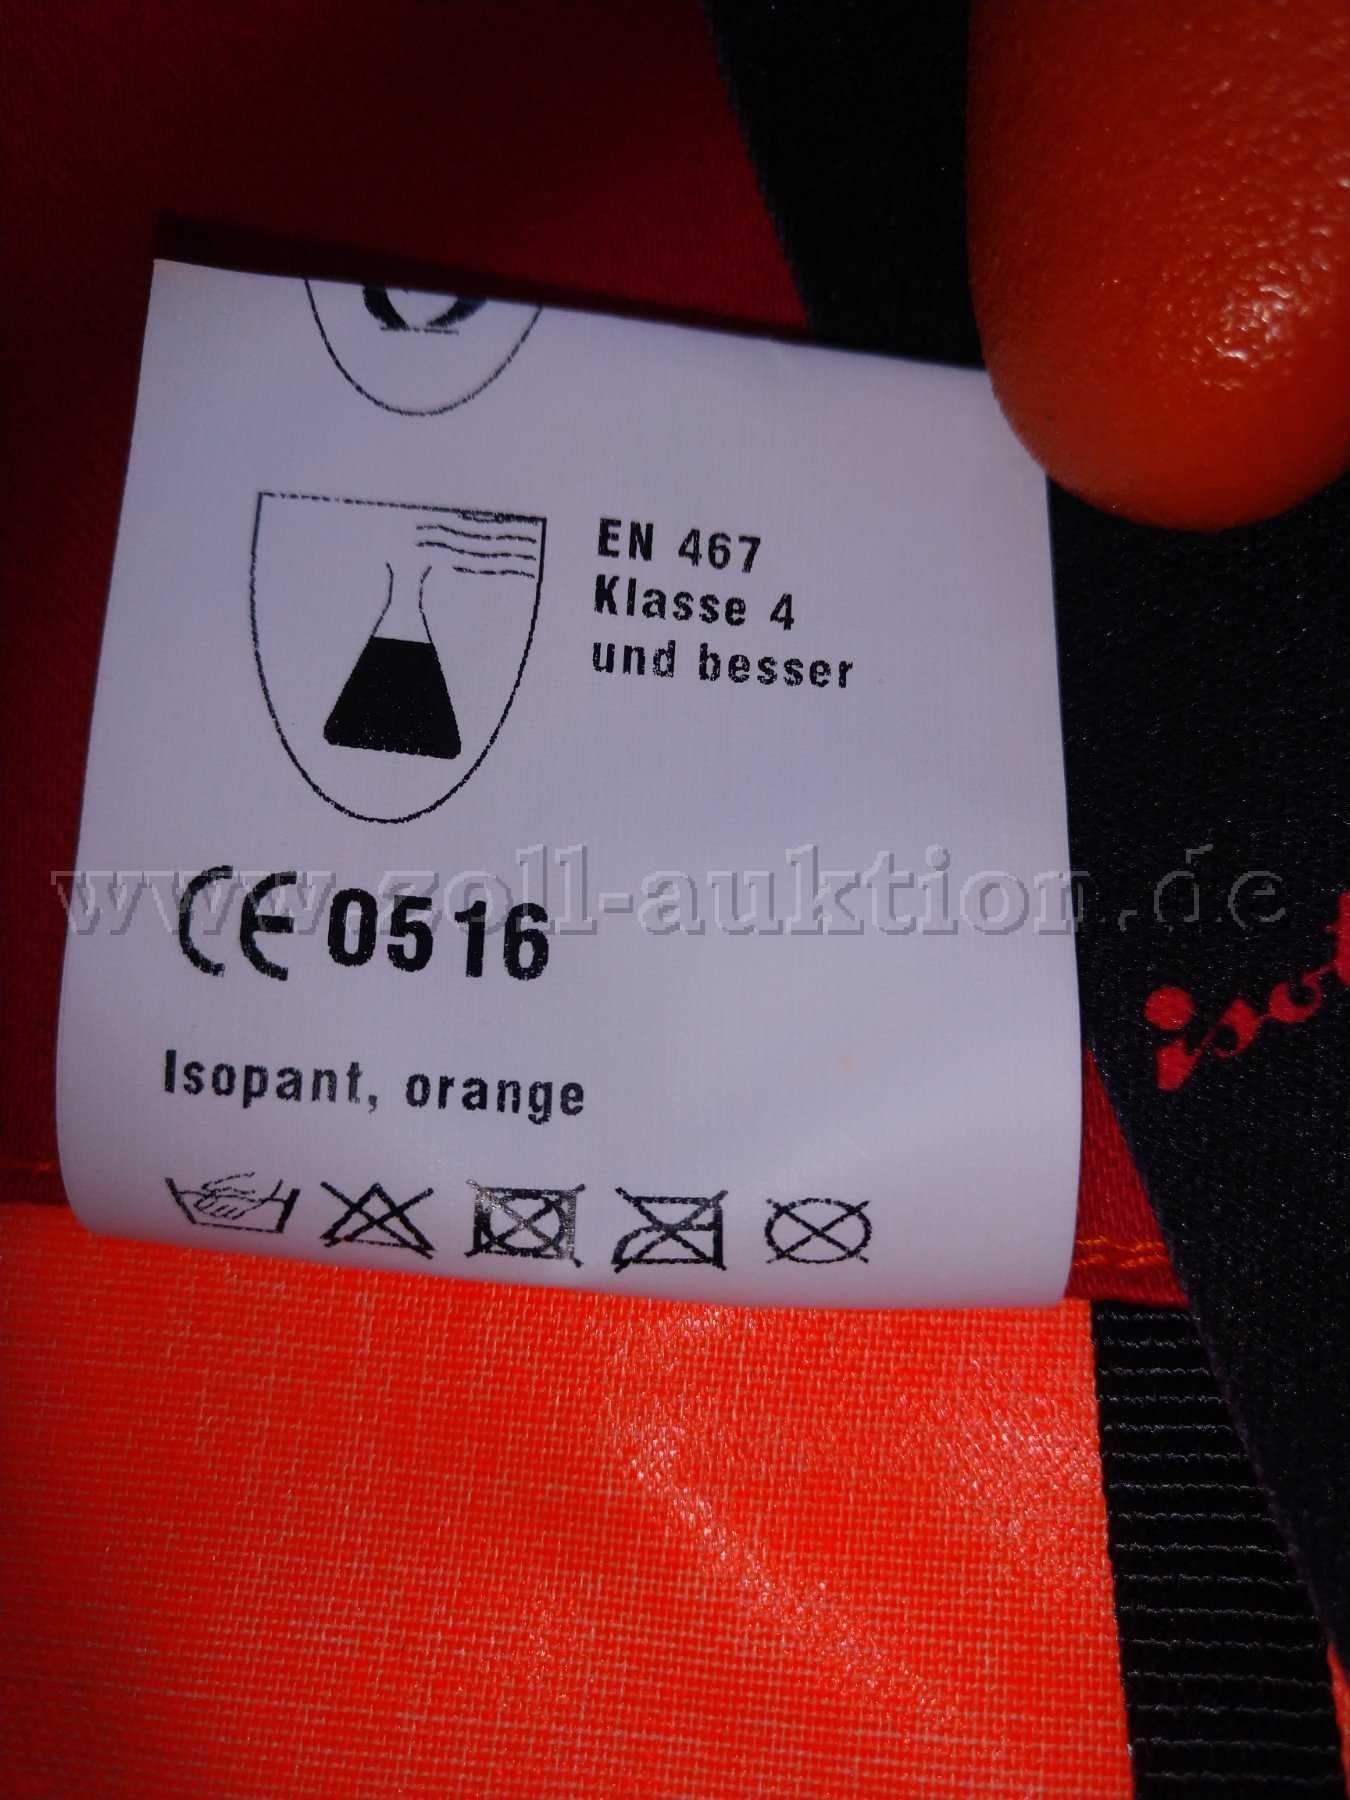 EN 467
Klasse 4
und besser
www.zoll-auktion.de
CE 0516
Isopant, orange